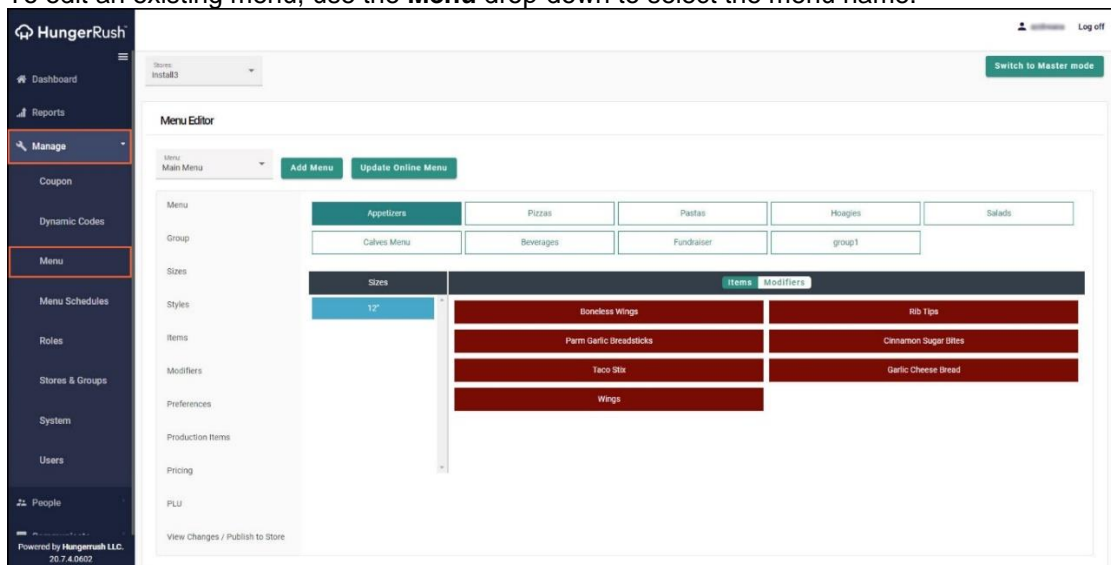 To edit an existing menu, use the Menu drop-down to select the menu name.
HungerRush
Log off
Dashboard
Reports
Manage
Coupon
Dynamic Codes
Menu
Menu Schedules
Roles
Stores & Groups
System
Users
People
Powered by Hungerrush LLC.
20.7.4.0602
Stores:
Install3
Switch to Master mode
Menu Editor
Menu
Main Menu
Add Menu
Update Online Menu
Menu
Group
Sizes
Styles
Items
Modifiers
Preferences
Production Items
Pricing
PLU
View Changes / Publish to Store
Appetizers
Pizzas
Pastas
Hoagies
Salads
Calves Menu
Beverages
Fundraiser
group1
Sizes
Items Modifiers
12"
Boneless Wings
Rib Tips
Parm Garlic Breadsticks
Cinnamon Sugar Bites
Taco Stix
Garlic Cheese Bread
Wings